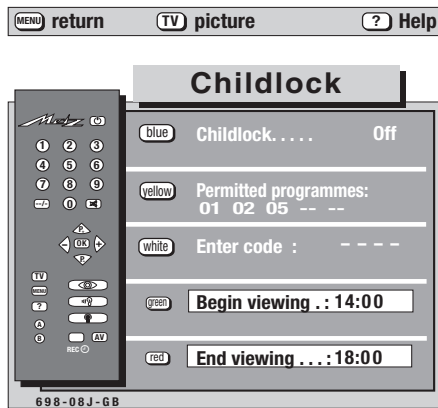 MENU return TV picture ? Help
Childlock
Metz
1 2 3
4 5 6
7 8 9
--/- 0
P
- OK +
P
TV
MENU
?
A
B AV
REC
blue Childlock..... Off
yellow Permitted programmes:
01 02 05 -- --
white Enter code : - - - -
green Begin viewing .: 14:00
red End viewing ...:18:00
698-08J-GB